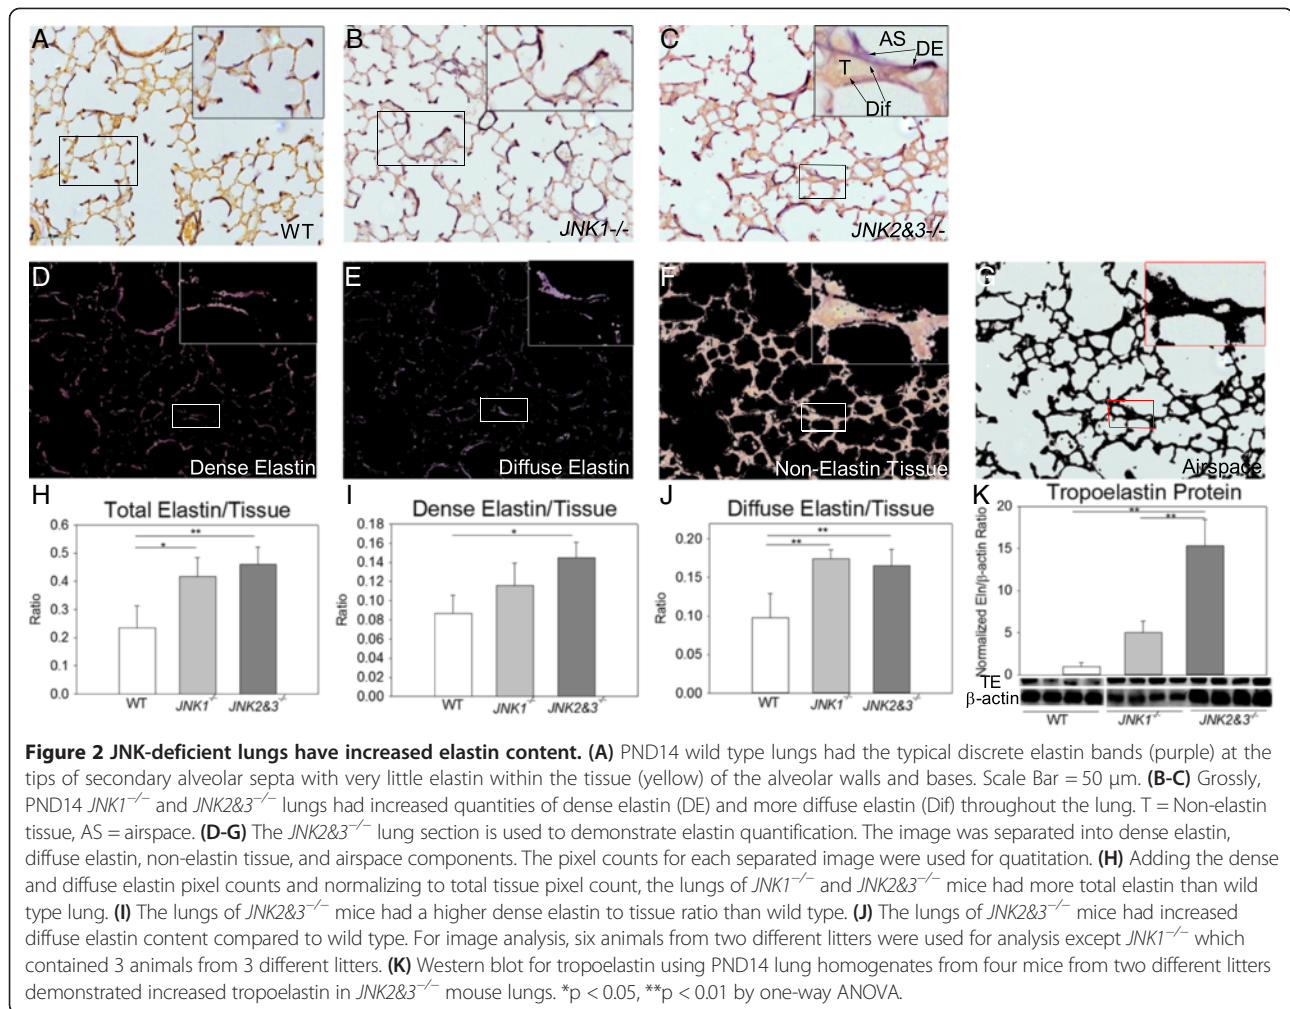 A
WT
B
JNK1-/-
C
AS
DE
T
Dif
JNK2&3-/-
D
Dense Elastin
E
Diffuse Elastin
F
Non-Elastin Tissue
G
Airspace
H
Total Elastin/Tissue
**
*
0.6
0.5
0.4
0.3
0.2
0.1
0.0
Ratio
WT
JNK1-/-
JNK2&3-/-
I
Dense Elastin/Tissue
*
0.18
0.16
0.14
0.12
0.10
0.08
0.06
0.04
0.02
0.00
Ratio
WT
JNK1-/-
JNK2&3-/-
J
Diffuse Elastin/Tissue
**
**
0.20
0.15
0.10
0.05
0.00
Ratio
WT
JNK1-/-
JNK2&3-/-
K
Tropoelastin Protein
**
**
20
15
10
5
0
Normalized Eln/β-actin Ratio
TE
β-actin
WT
JNK1-/-
JNK2&3-/-
Figure 2 JNK-deficient lungs have increased elastin content. (A) PND14 wild type lungs had the typical discrete elastin bands (purple) at the
tips of secondary alveolar septa with very little elastin within the tissue (yellow) of the alveolar walls and bases. Scale Bar = 50 μm. (B-C) Grossly,
PND14 JNK1−/− and JNK2&3−/− lungs had increased quantities of dense elastin (DE) and more diffuse elastin (Dif) throughout the lung. T = Non-elastin
tissue, AS = airspace. (D-G) The JNK2&3−/− lung section is used to demonstrate elastin quantification. The image was separated into dense elastin,
diffuse elastin, non-elastin tissue, and airspace components. The pixel counts for each separated image were used for quatitation. (H) Adding the dense
and diffuse elastin pixel counts and normalizing to total tissue pixel count, the lungs of JNK1−/− and JNK2&3−/− mice had more total elastin than wild
type lung. (I) The lungs of JNK2&3−/− mice had a higher dense elastin to tissue ratio than wild type. (J) The lungs of JNK2&3−/− mice had increased
diffuse elastin content compared to wild type. For image analysis, six animals from two different litters were used for analysis except JNK1−/− which
contained 3 animals from 3 different litters. (K) Western blot for tropoelastin using PND14 lung homogenates from four mice from two different litters
demonstrated increased tropoelastin in JNK2&3−/− mouse lungs. *p < 0.05, **p < 0.01 by one-way ANOVA.